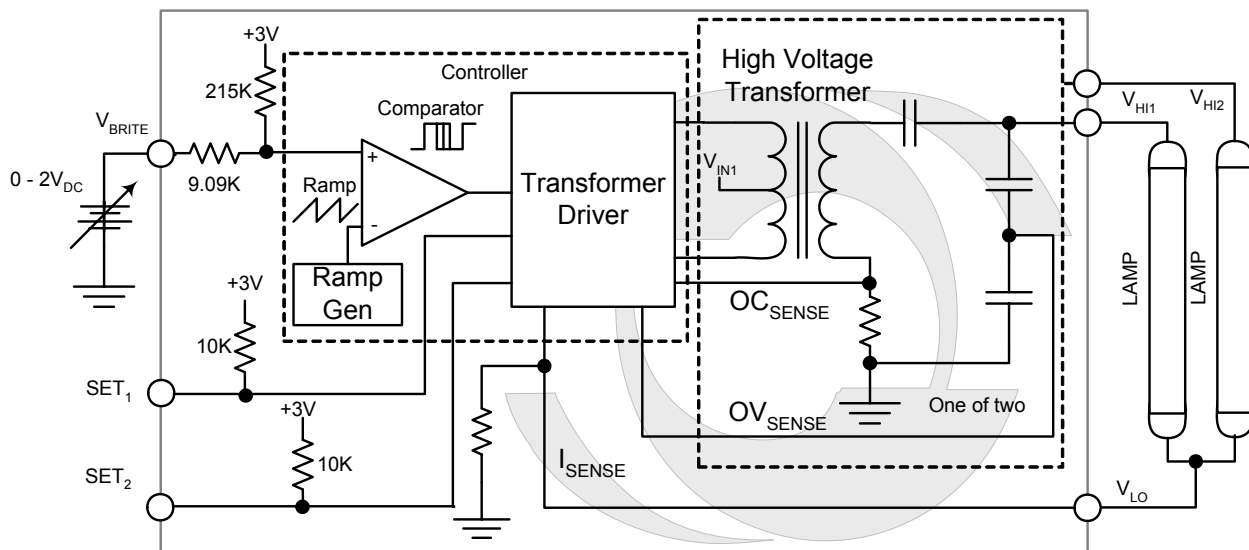 +3V
215K
V_BRITE
9.09K
0 - 2V_DC
Controller
Comparator
+
Ramp
-
Ramp
Gen
Transformer
Driver
High Voltage
Transformer
V_IN1
V_HI1
V_HI2
LAMP
LAMP
+3V
10K
SET_1
+3V
10K
SET_2
OC_SENSE
OV_SENSE
One of two
I_SENSE
V_LO